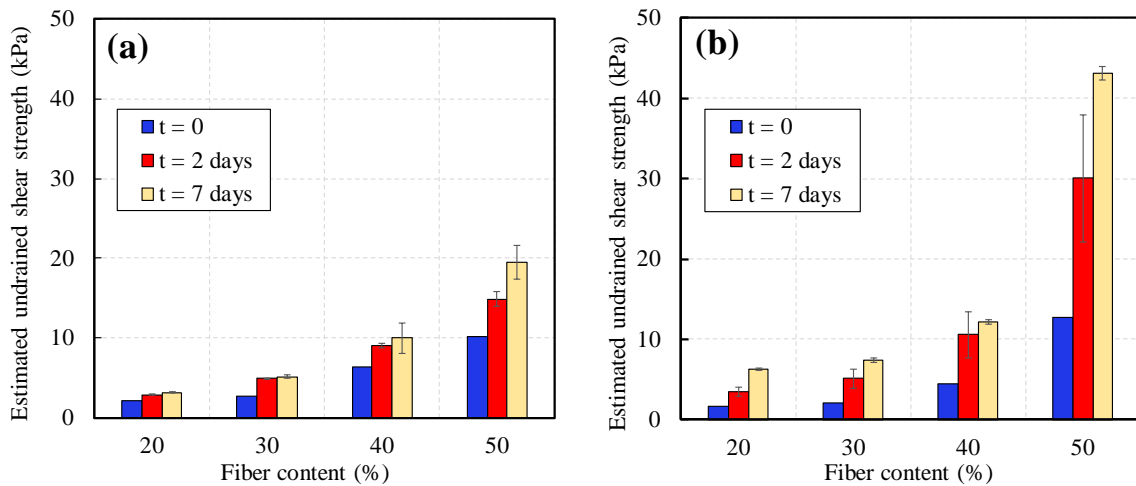 (a)
Estimated undrained shear strength (kPa)
50
40
30
20
10
0
t = 0
t = 2 days
t = 7 days
20 30 40 50
Fiber content (%)
(b)
Estimated undrained shear strength (kPa)
50
40
30
20
10
0
t = 0
t = 2 days
t = 7 days
20 30 40 50
Fiber content (%)